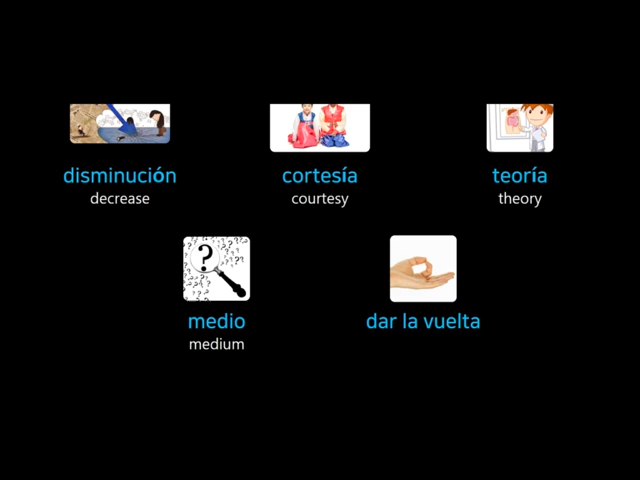 disminución
decrease
cortesía
courtesy
teoría
theory
medio
medium
dar la vuelta